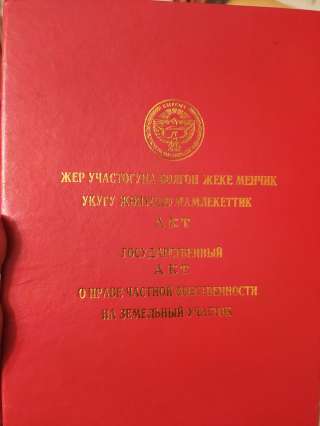 ЖЕР УЧАСТОГУНА БОЛГОН ЖЕКЕ МЕНЧИК
УКУГУ ЖӨНҮНДӨ МАМЛЕКЕТТИК
АКТ
ГОСУДАРСТВЕННЫЙ
АКТ
О ПРАВЕ ЧАСТНОЙ СОБСТВЕННОСТИ
НА ЗЕМЕЛЬНЫЙ УЧАСТОК